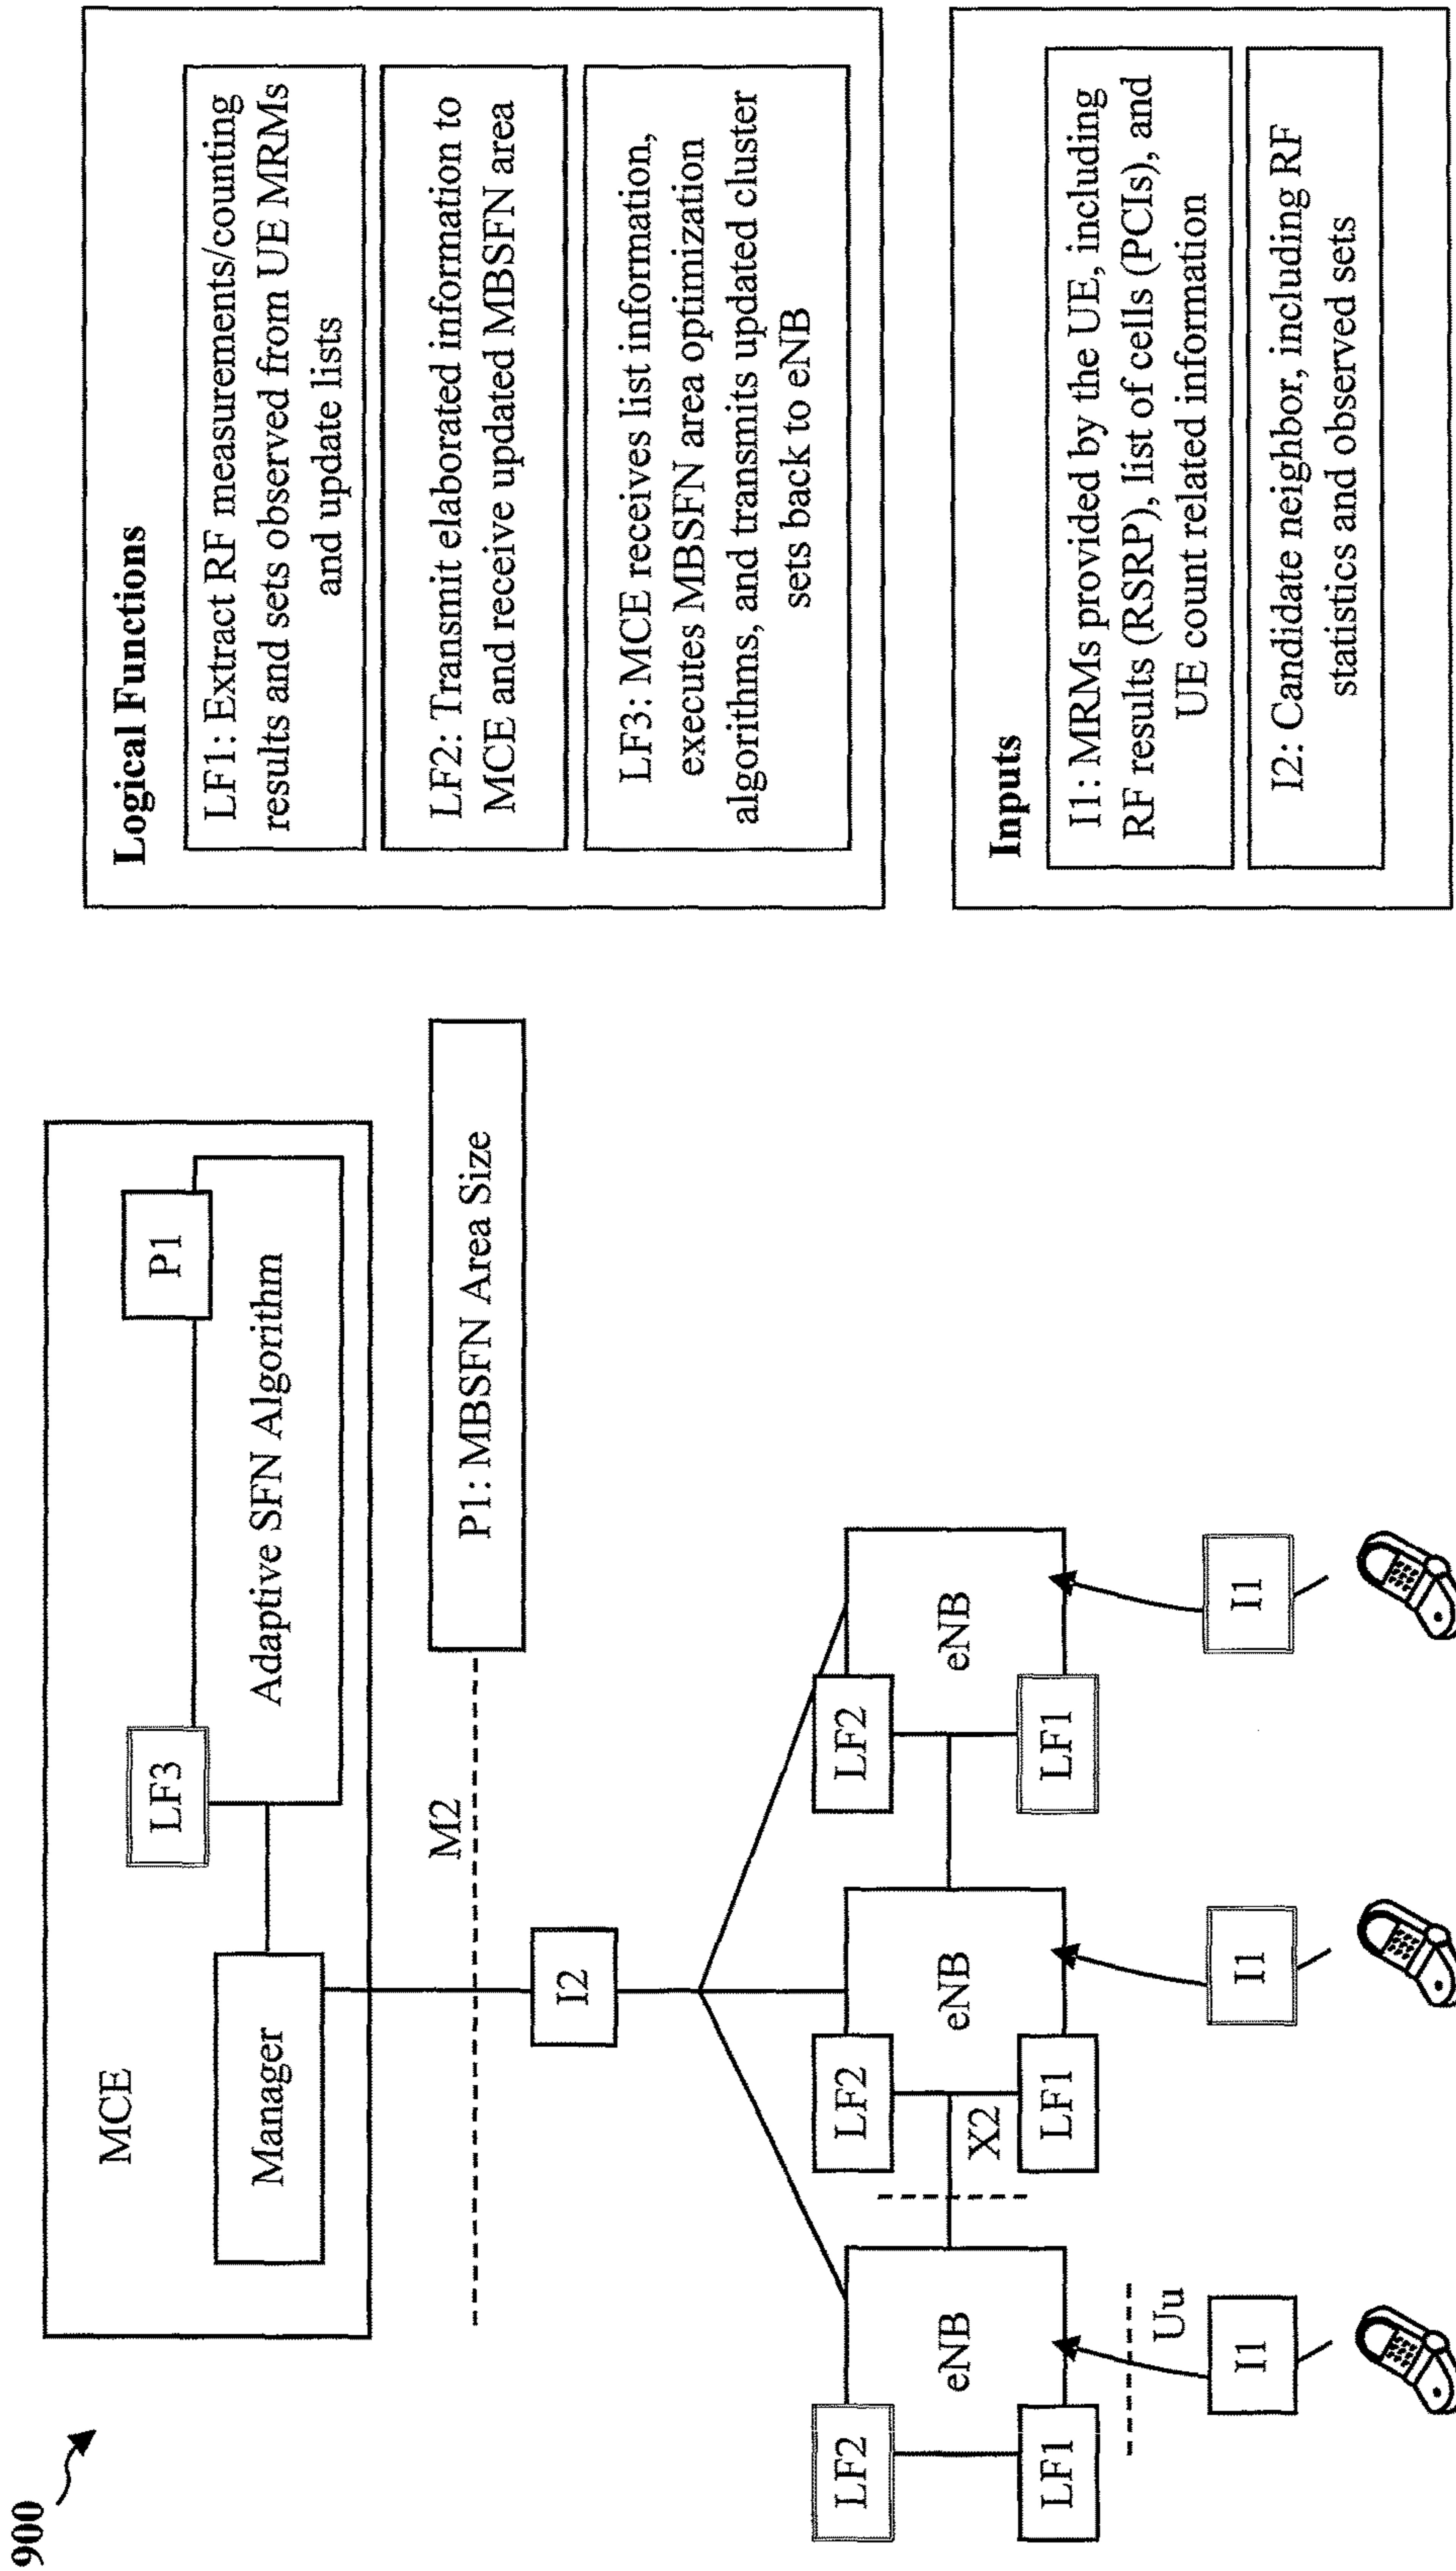 900
MCE
Manager
LF3
P1
Adaptive SFN Algorithm
M2
P1: MBSFN Area Size
I2
LF2
eNB
LF1
X2
LF2
eNB
LF1
LF2
eNB
LF1
Uu
I1
I1
I1
Logical Functions
LF1: Extract RF measurements/counting
results and sets observed from UE MRMs
and update lists
LF2: Transmit elaborated information to
MCE and receive updated MBSFN area
LF3: MCE receives list information,
executes MBSFN area optimization
algorithms, and transmits updated cluster
sets back to eNB
Inputs
I1: MRMs provided by the UE, including
RF results (RSRP), list of cells (PCIs), and
UE count related information
I2: Candidate neighbor, including RF
statistics and observed sets